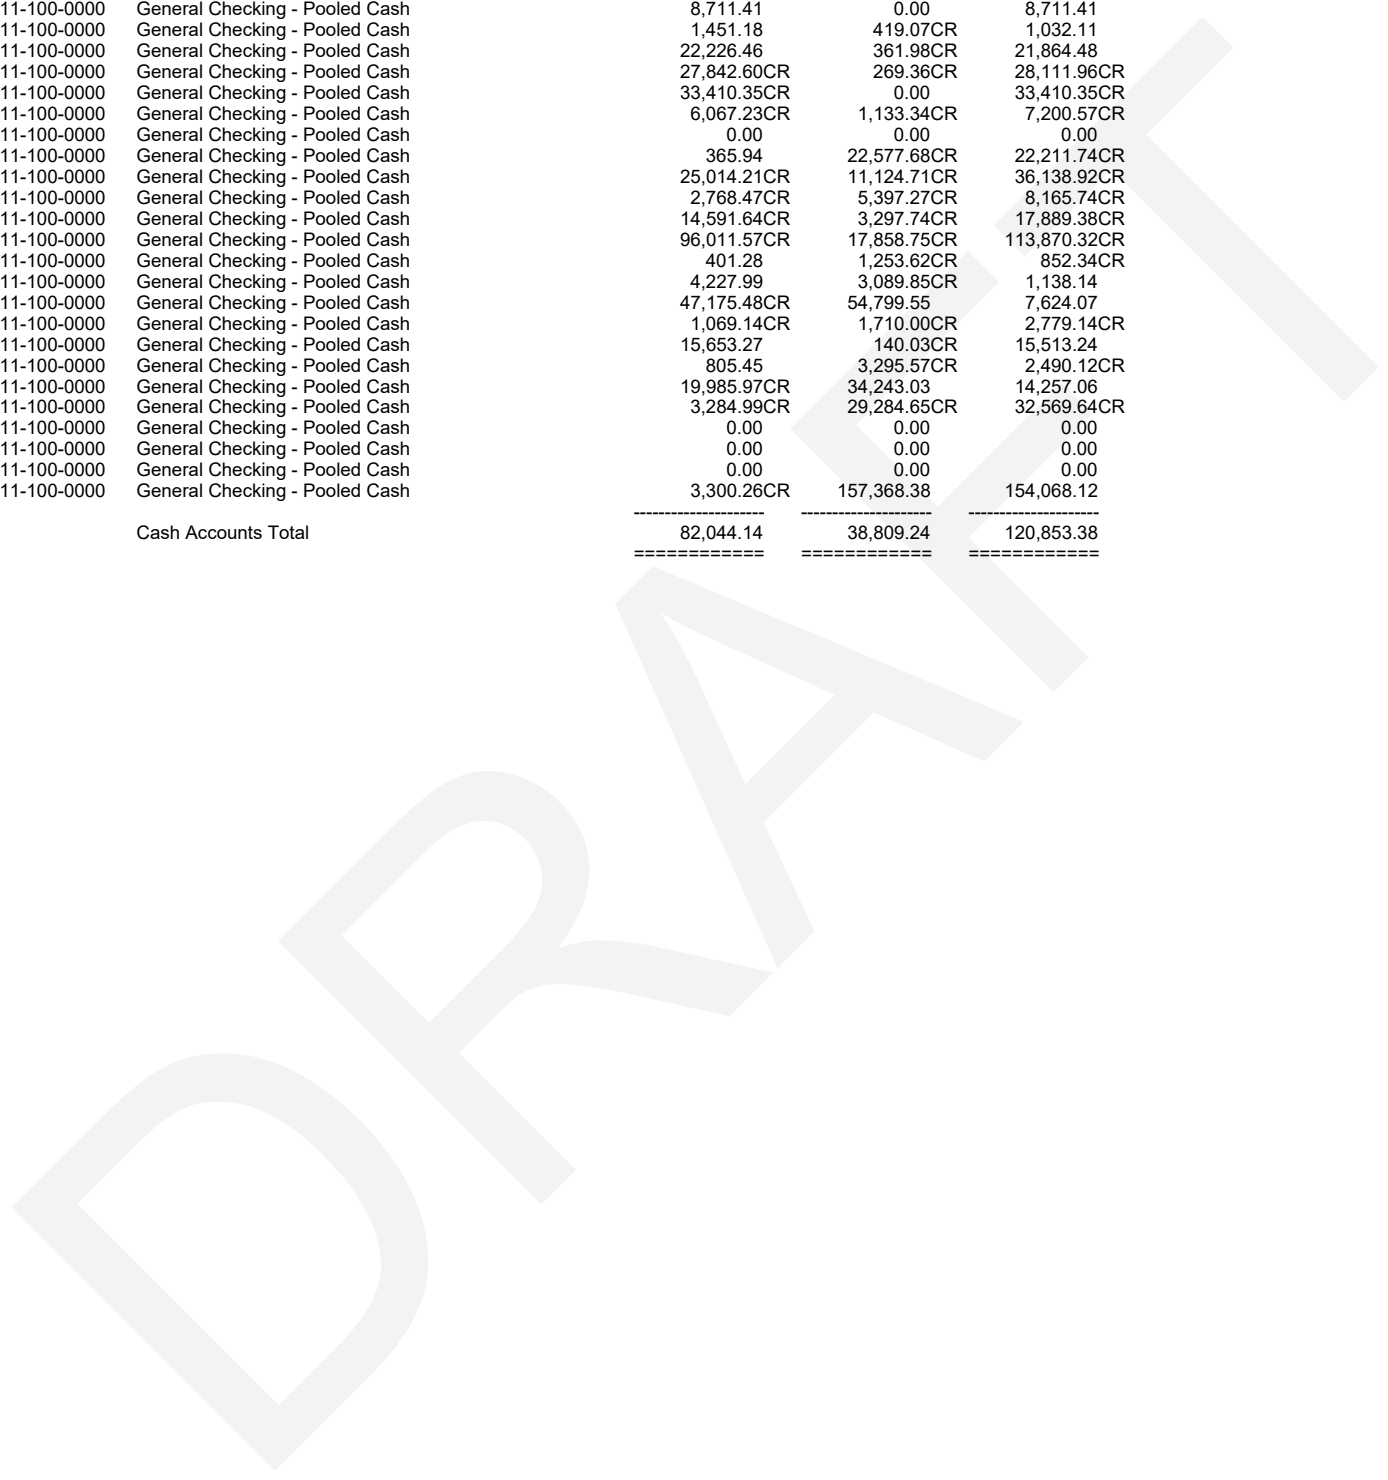 11-100-0000 General Checking - Pooled Cash 8,711.41 0.00 8,711.41
11-100-0000 General Checking - Pooled Cash 1,451.18 419.07CR 1,032.11
11-100-0000 General Checking - Pooled Cash 22,226.46 361.98CR 21,864.48
11-100-0000 General Checking - Pooled Cash 27,842.60CR 269.36CR 28,111.96CR
11-100-0000 General Checking - Pooled Cash 33,410.35CR 0.00 33,410.35CR
11-100-0000 General Checking - Pooled Cash 6,067.23CR 1,133.34CR 7,200.57CR
11-100-0000 General Checking - Pooled Cash 0.00 0.00 0.00
11-100-0000 General Checking - Pooled Cash 365.94 22,577.68CR 22,211.74CR
11-100-0000 General Checking - Pooled Cash 25,014.21CR 11,124.71CR 36,138.92CR
11-100-0000 General Checking - Pooled Cash 2,768.47CR 5,397.27CR 8,165.74CR
11-100-0000 General Checking - Pooled Cash 14,591.64CR 3,297.74CR 17,889.38CR
11-100-0000 General Checking - Pooled Cash 96,011.57CR 17,858.75CR 113,870.32CR
11-100-0000 General Checking - Pooled Cash 401.28 1,253.62CR 852.34CR
11-100-0000 General Checking - Pooled Cash 4,227.99 3,089.85CR 1,138.14
11-100-0000 General Checking - Pooled Cash 47,175.48CR 54,799.55 7,624.07
11-100-0000 General Checking - Pooled Cash 1,069.14CR 1,710.00CR 2,779.14CR
11-100-0000 General Checking - Pooled Cash 15,653.27 140.03CR 15,513.24
11-100-0000 General Checking - Pooled Cash 805.45 3,295.57CR 2,490.12CR
11-100-0000 General Checking - Pooled Cash 19,985.97CR 34,243.03 14,257.06
11-100-0000 General Checking - Pooled Cash 3,284.99CR 29,284.65CR 32,569.64CR
11-100-0000 General Checking - Pooled Cash 0.00 0.00 0.00
11-100-0000 General Checking - Pooled Cash 0.00 0.00 0.00
11-100-0000 General Checking - Pooled Cash 0.00 0.00 0.00
11-100-0000 General Checking - Pooled Cash 3,300.26CR 157,368.38 154,068.12
--------------------- --------------------- ---------------------
Cash Accounts Total 82,044.14 38,809.24 120,853.38
============ ============ ============
DRAFT